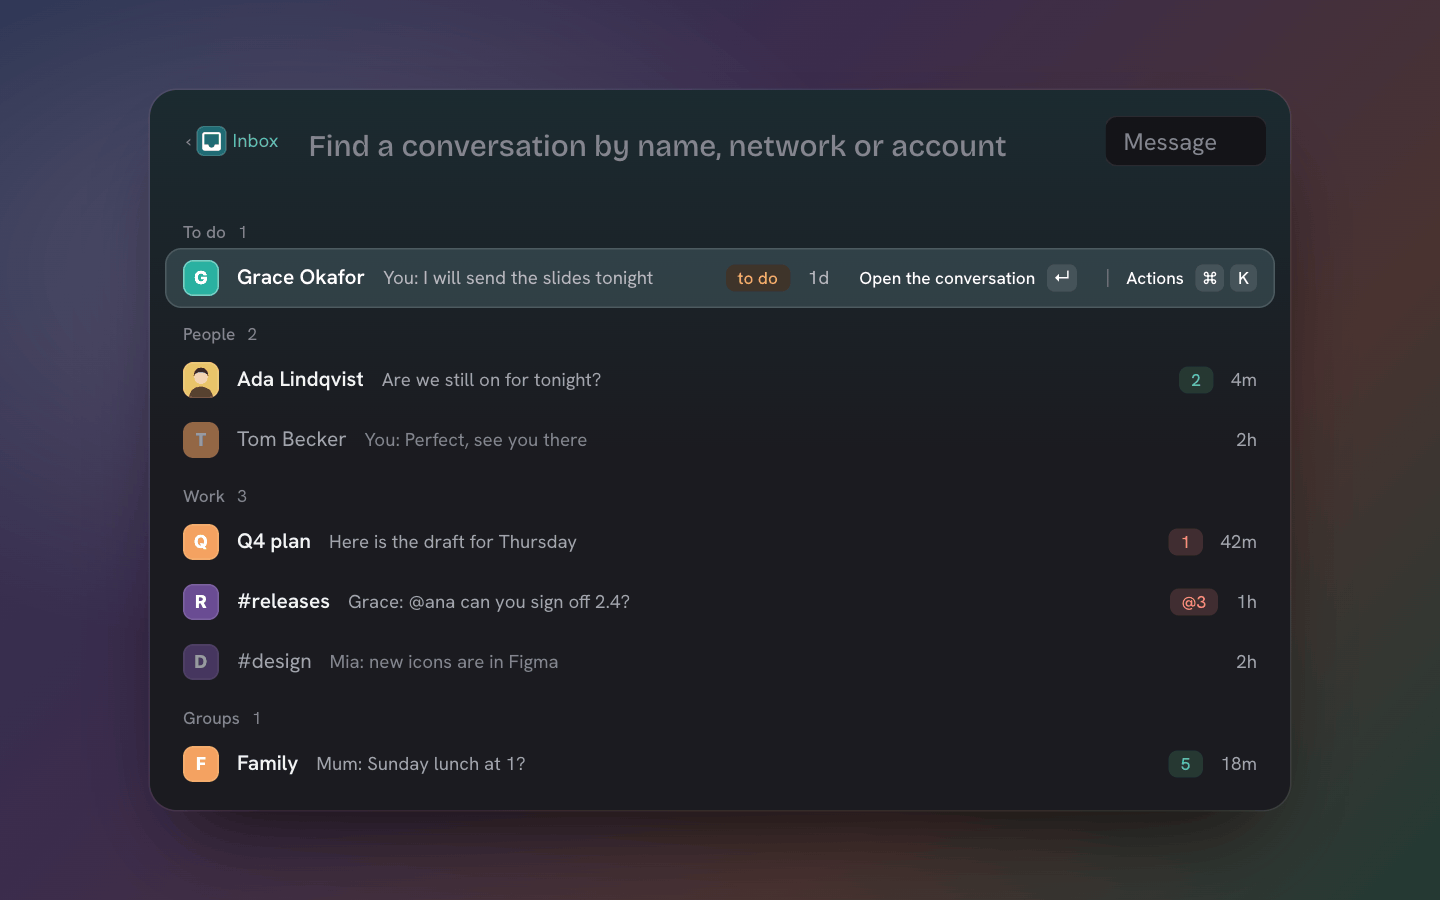 ‹ Inbox Find a conversation by name, network or account Message
To do 1
G Grace Okafor You: I will send the slides tonight to do 1d Open the conversation ↵ | Actions ⌘ K
People 2
Ada Lindqvist Are we still on for tonight? 2 4m
T Tom Becker You: Perfect, see you there 2h
Work 3
Q Q4 plan Here is the draft for Thursday 1 42m
R #releases Grace: @ana can you sign off 2.4? @3 1h
D #design Mia: new icons are in Figma 2h
Groups 1
F Family Mum: Sunday lunch at 1? 5 18m